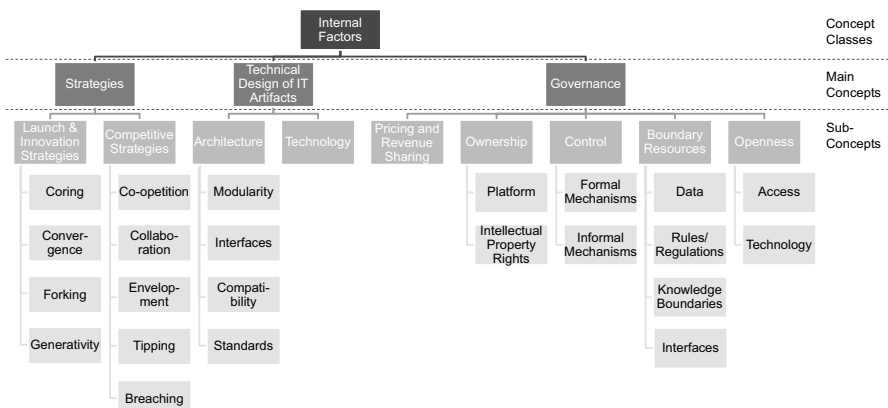 Internal
Factors
Concept
Classes
Strategies
Technical
Design of IT
Artifacts
Governance
Main
Concepts
Launch &
Innovation
Strategies
Competitive
Strategies
Architecture
Technology
Pricing and
Revenue
Sharing
Ownership
Control
Boundary
Resources
Openness
Sub-
Concepts
Coring
Conver-
gence
Forking
Generativity
Co-opetition
Collabo-
ration
Envelop-
ment
Tipping
Breaching
Modularity
Interfaces
Compati-
bility
Standards
Platform
Intellectual
Property
Rights
Formal
Mechanisms
Informal
Mechanisms
Data
Rules/
Regulations
Knowledge
Boundaries
Interfaces
Access
Technology